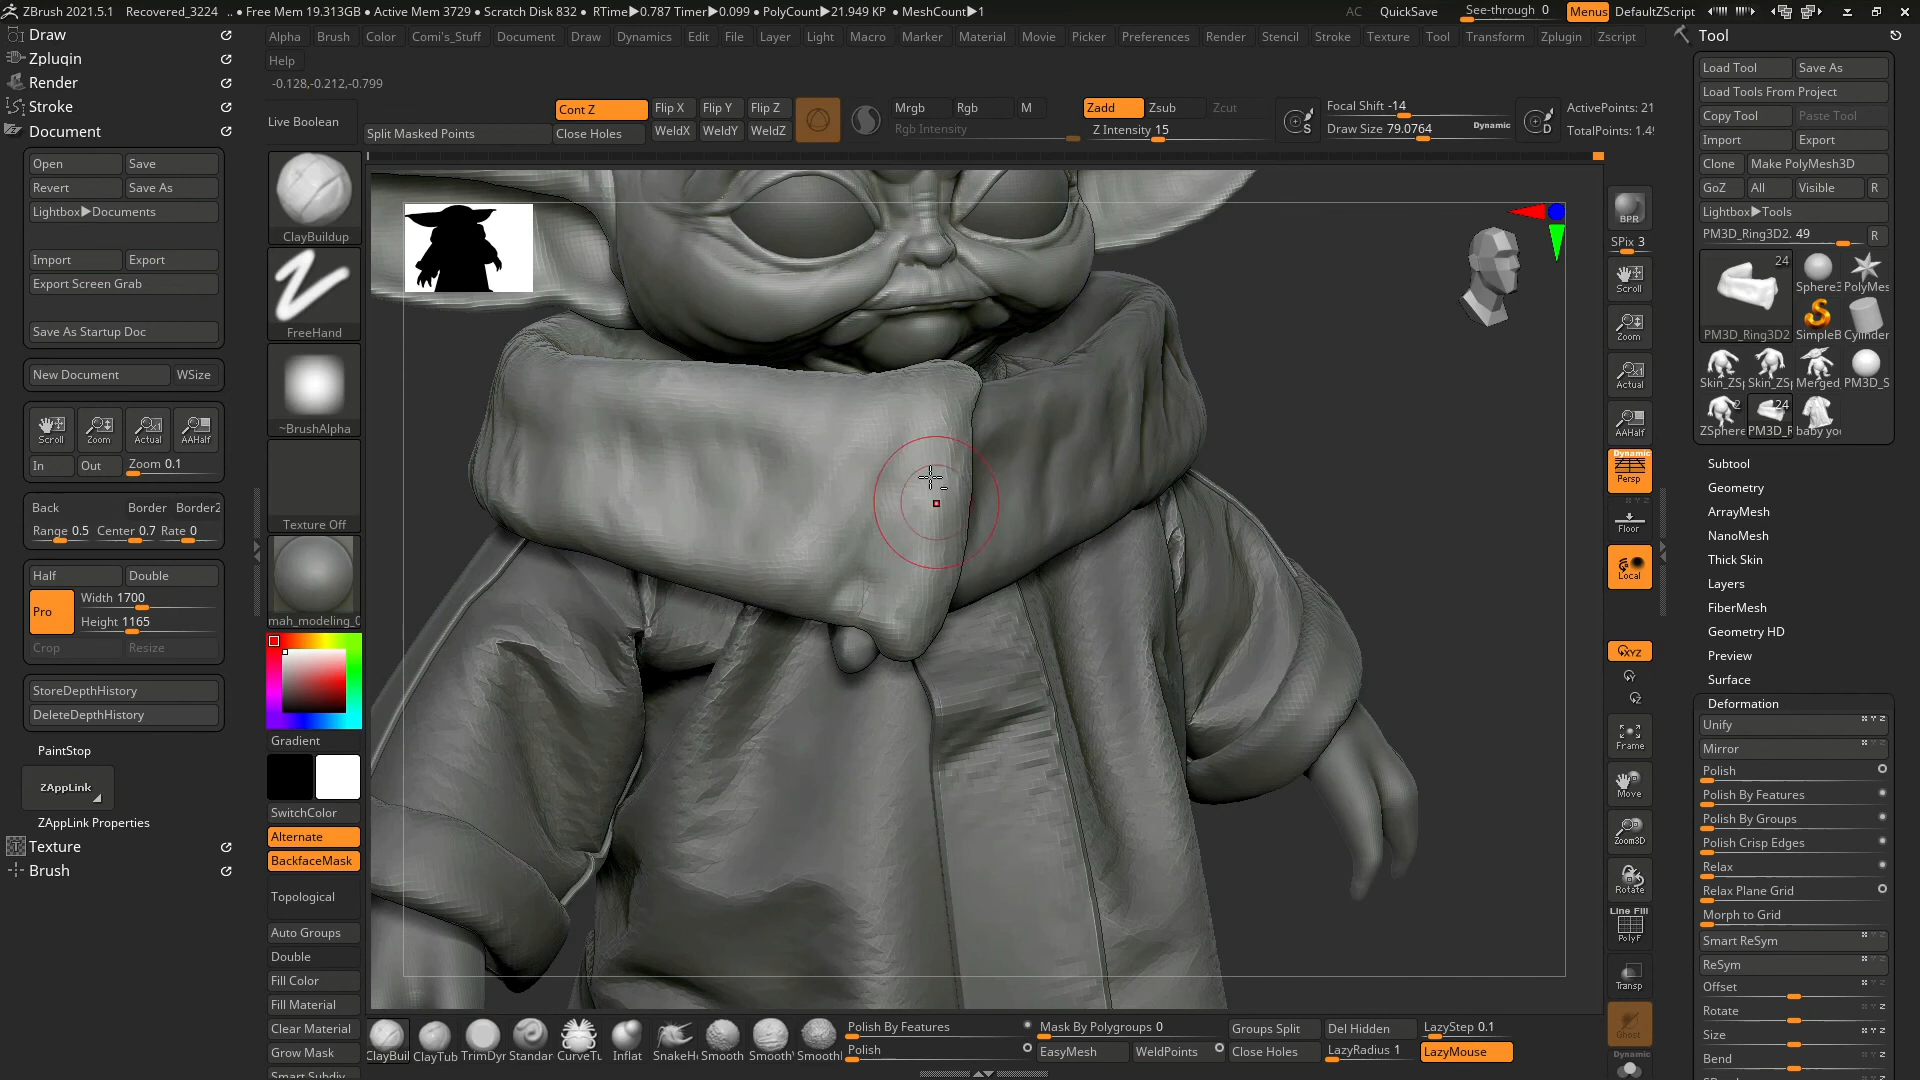 ZBrush 2021.5.1 Recovered_3224 .. • Free Mem 19.313GB • Active Mem 3729 • Scratch Disk 832 • RTime▶0.787 Timer▶0.099 • PolyCount▶21.949 KP • MeshCount▶1
AC QuickSave See-through 0 Menus DefaultZScript
Alpha Brush Color Comi's_Stuff Document Draw Dynamics Edit File Layer Light Macro Marker Material Movie Picker Preferences Render Stencil Stroke Texture Tool Transform Zplugin Zscript
Help
-0.128,-0.212,-0.799
Draw
Zplugin
Render
Stroke
Document
Open Save
Revert Save As
Lightbox▶Documents
Import Export
Export Screen Grab
Save As Startup Doc
New Document WSize
Scroll Zoom Actual AAHalf
In Out Zoom 0.1
Back Border Border2
Range 0.5 Center 0.7 Rate 0
Half Double
Pro Width 1700
Height 1165
Crop Resize
StoreDepthHistory
DeleteDepthHistory
PaintStop
ZAppLink
ZAppLink Properties
Texture
Brush
Live Boolean
Split Masked Points
Cont Z Flip X Flip Y Flip Z
Close Holes WeldX WeldY WeldZ
Mrgb Rgb M
Rgb Intensity
Zadd Zsub Zcut
Z Intensity 15
S
Focal Shift -14
Draw Size 79.0764 Dynamic
D
ActivePoints: 21
ClayBuildup
FreeHand
~BrushAlpha
Texture Off
Gradient
SwitchColor
Alternate
BackfaceMask
Topological
Auto Groups
Double
Fill Color
Fill Material
Clear Material
Grow Mask
Smart Subdiv
BPR
SPix 3
Scroll
Zoom
Actual
AAHalf
Dynamic
Persp
Floor
Local
XYZ
Y
Z
Frame
Move
Zoom3D
Rotate
Line Fill
PolyF
Transp
Ghost
Dynamic
ClayBuil ClayTub TrimDyr Standar CurveTu Inflat SnakeH Smooth Smooth Smooth
Polish By Features
Polish
Mask By Polygroups 0
EasyMesh WeldPoints
Groups Split Del Hidden
Close Holes LazyRadius 1
LazyStep 0.1
LazyMouse
Tool
Load Tool Save As
Load Tools From Project
Copy Tool Paste Tool
Import Export
Clone Make PolyMesh3D
GoZ All Visible R
Lightbox▶Tools
PM3D_Ring3D2. 49 R
24
Sphere3 PolyMes
PM3D_Ring3D2 SimpleB Cylinder
Skin_ZS Skin_ZS Merged PM3D_S
2 24
ZSphere PM3D_R baby yo
Subtool
Geometry
ArrayMesh
NanoMesh
Thick Skin
Layers
FiberMesh
Geometry HD
Preview
Surface
Deformation
Unify
Mirror
Polish
Polish By Features
Polish By Groups
Polish Crisp Edges
Relax
Relax Plane Grid
Morph to Grid
Smart ReSym
ReSym
Offset
Rotate
Size
Bend